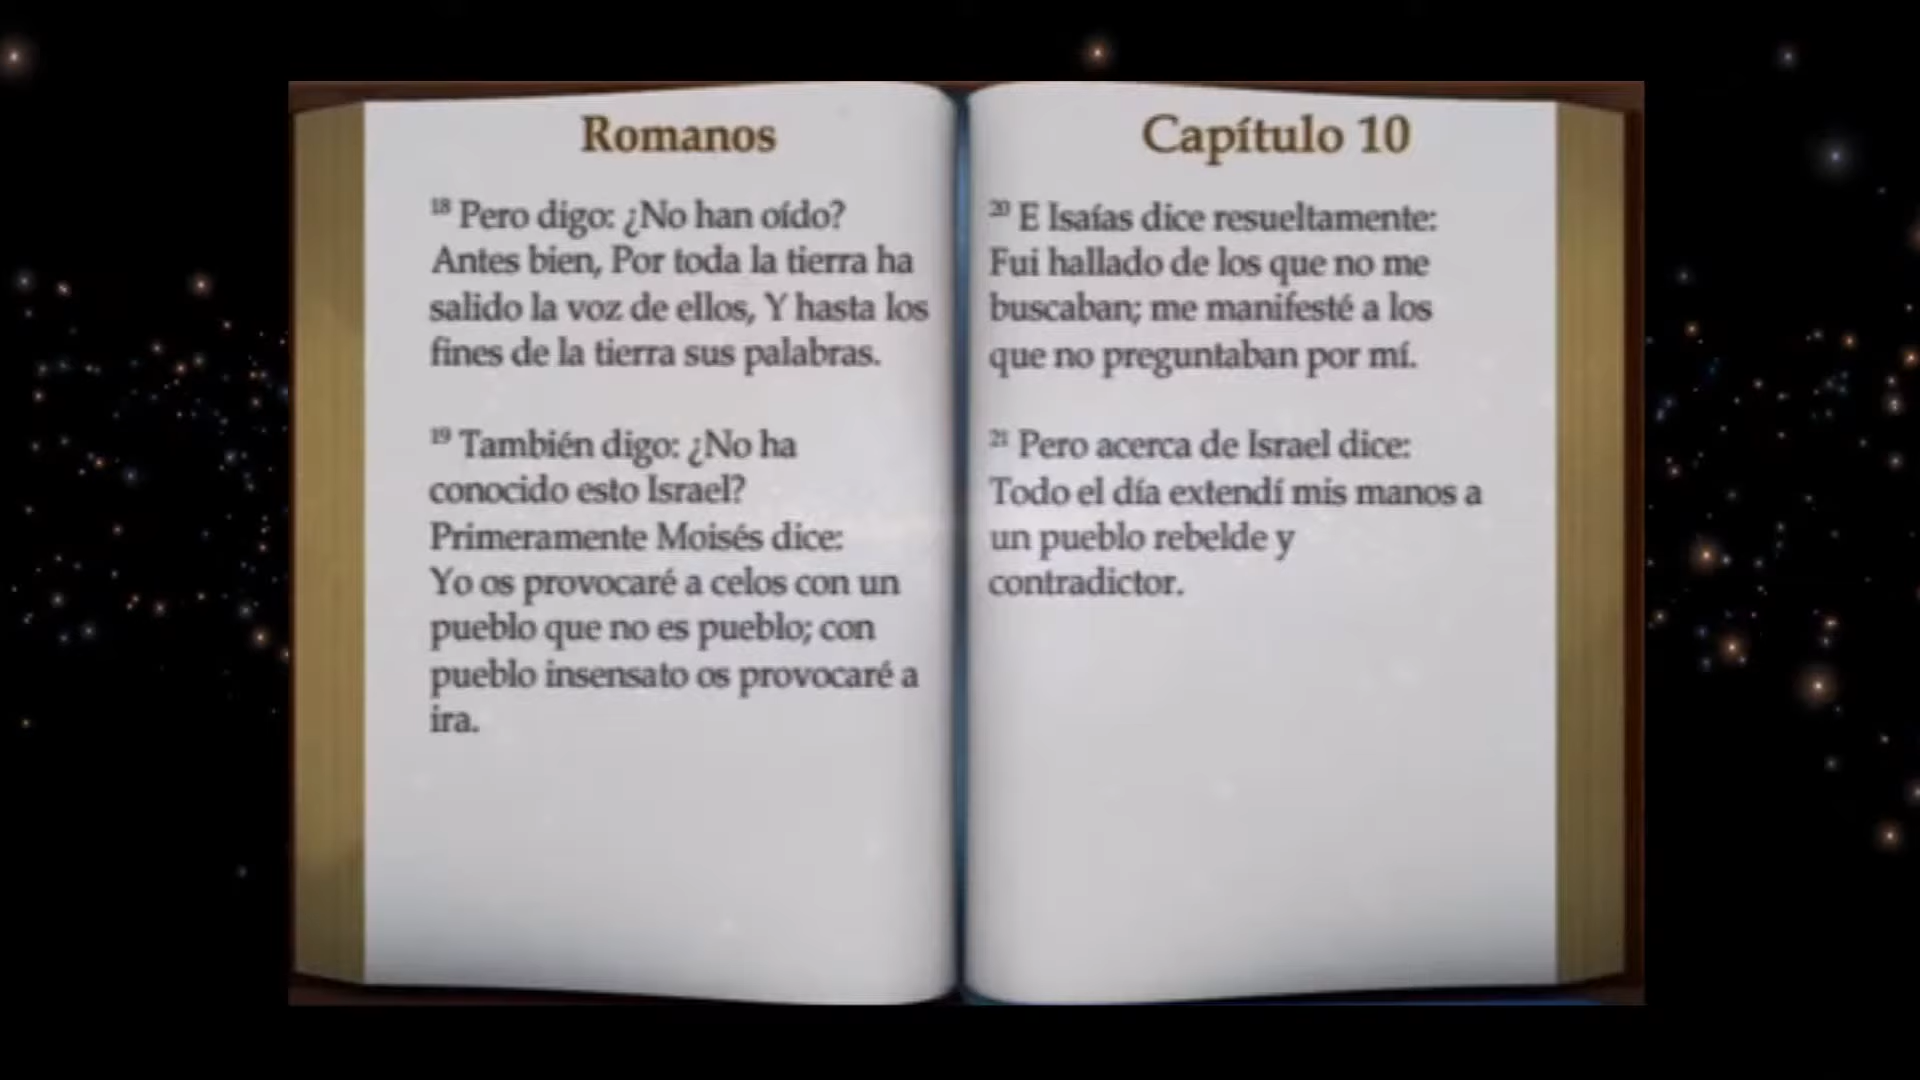 Romanos
18 Pero digo: ¿No han oído?
Antes bien, Por toda la tierra ha
salido la voz de ellos, Y hasta los
fines de la tierra sus palabras.
19 También digo: ¿No ha
conocido esto Israel?
Primeramente Moisés dice:
Yo os provocaré a celos con un
pueblo que no es pueblo; con
pueblo insensato os provocaré a
ira.
Capítulo 10
20 E Isaías dice resueltamente:
Fui hallado de los que no me
buscaban; me manifesté a los
que no preguntaban por mí.
21 Pero acerca de Israel dice:
Todo el día extendí mis manos a
un pueblo rebelde y
contradictor.